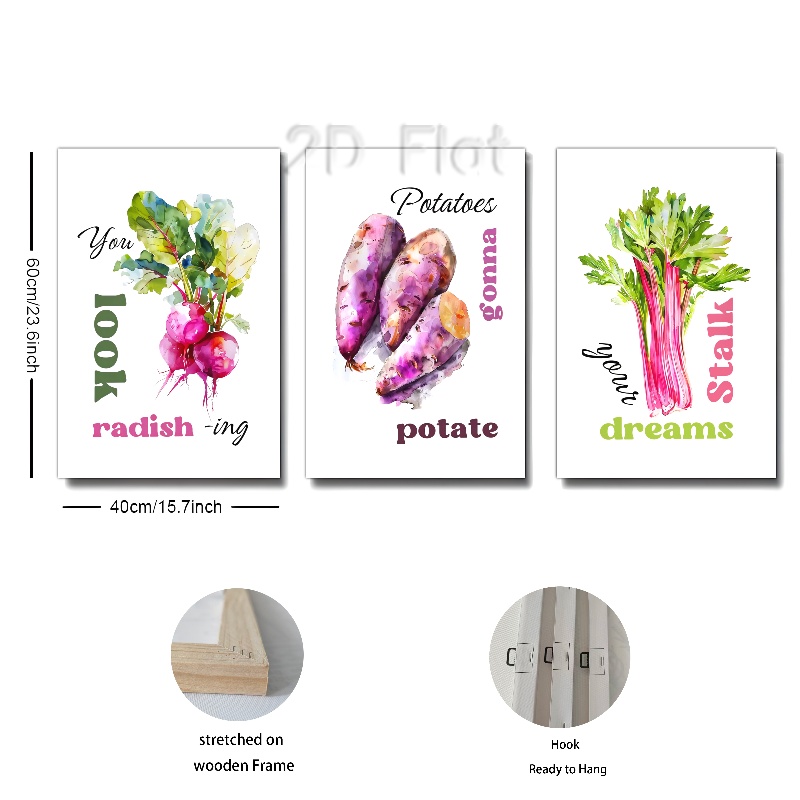 2D Flat
60cm/23.6inch
You
look
radish -ing
Potatoes
gonna
potate
your
Stalk
dreams
40cm/15.7inch
stretched on
wooden Frame
Hook
Ready to Hang